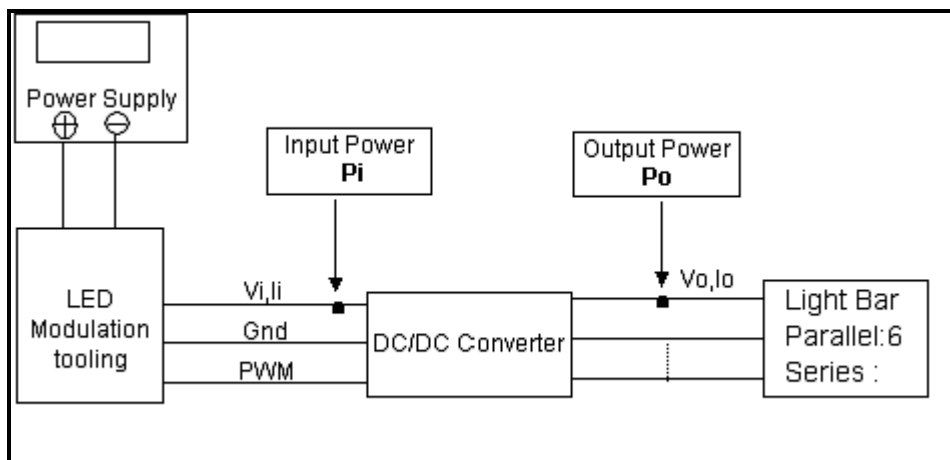 Power Supply
Input Power
Pi
Output Power
Po
LED
Modulation
tooling
Vi,Ii
Gnd
PWM
DC/DC Converter
Vo,Io
Light Bar
Parallel:6
Series :